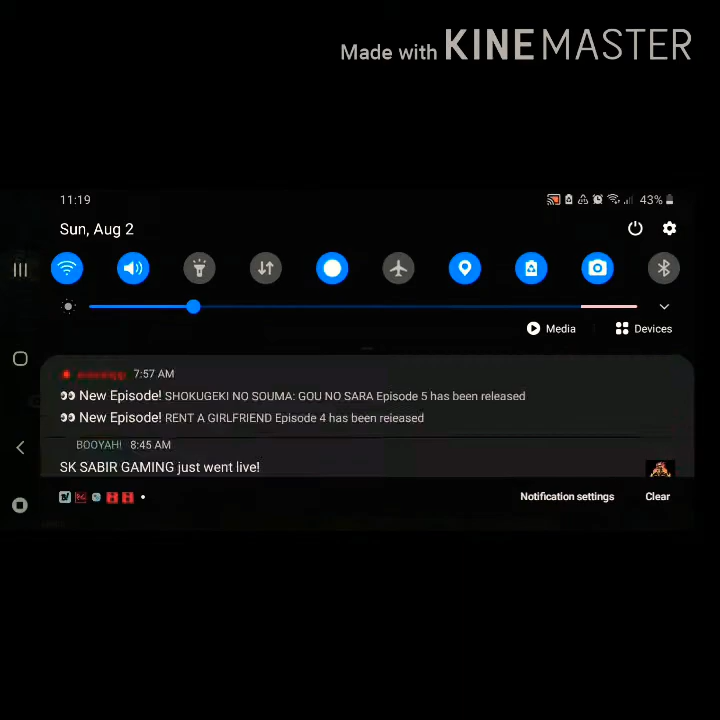 Made with KINEMASTER
11:19
43%
Sun, Aug 2
Media
Devices
7:57 AM
👀 New Episode! SHOKUGEKI NO SOUMA: GOU NO SARA Episode 5 has been released
👀 New Episode! RENT A GIRLFRIEND Episode 4 has been released
BOOYAH! 8:45 AM
SK SABIR GAMING just went live!
Notification settings
Clear